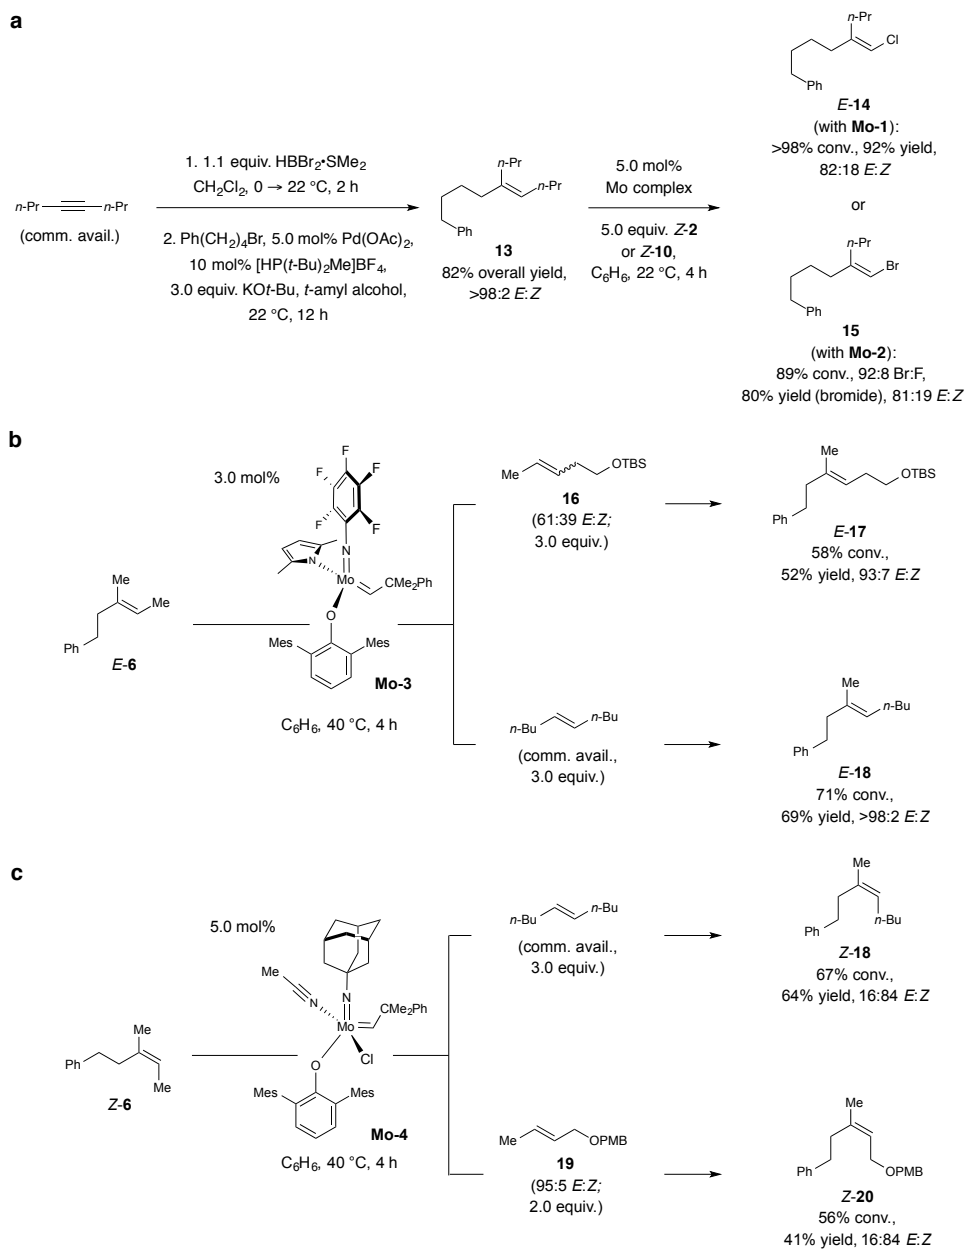 a
n-Pr
n-Pr
(comm. avail.)
1. 1.1 equiv. HBBr2•SMe2
CH2Cl2, 0 → 22 °C, 2 h
2. Ph(CH2)4Br, 5.0 mol% Pd(OAc)2,
10 mol% [HP(t-Bu)2Me]BF4,
3.0 equiv. KOt-Bu, t-amyl alcohol,
22 °C, 12 h
n-Pr
n-Pr
Ph
13
82% overall yield,
>98:2 E:Z
5.0 mol%
Mo complex
5.0 equiv. Z-2
or Z-10,
C6H6, 22 °C, 4 h
n-Pr
Cl
Ph
E-14
(with Mo-1):
>98% conv., 92% yield,
82:18 E:Z
or
n-Pr
Br
Ph
15
(with Mo-2):
89% conv., 92:8 Br:F,
80% yield (bromide), 81:19 E:Z
b
Me
Me
Ph
E-6
3.0 mol%
F
F
F
F
F
N
N
Mo
CMe2Ph
O
Mes
Mes
Mo-3
C6H6, 40 °C, 4 h
Me
OTBS
16
(61:39 E:Z;
3.0 equiv.)
Me
OTBS
Ph
E-17
58% conv.,
52% yield, 93:7 E:Z
n-Bu
n-Bu
(comm. avail.,
3.0 equiv.)
Me
n-Bu
Ph
E-18
71% conv.,
69% yield, >98:2 E:Z
c
Me
Ph
Me
Z-6
5.0 mol%
Me
N
N
Mo
CMe2Ph
Cl
O
Mes
Mes
Mo-4
C6H6, 40 °C, 4 h
n-Bu
n-Bu
(comm. avail.,
3.0 equiv.)
Me
Ph
n-Bu
Z-18
67% conv.,
64% yield, 16:84 E:Z
Me
OPMB
19
(95:5 E:Z;
2.0 equiv.)
Me
Ph
OPMB
Z-20
56% conv.,
41% yield, 16:84 E:Z